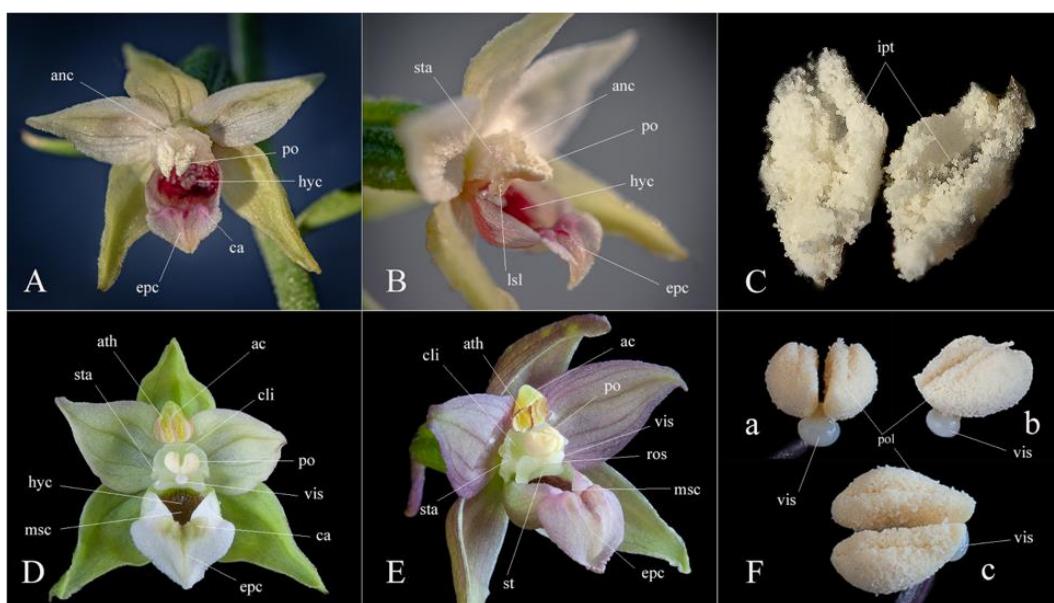 anc
po
hyc
ca
epc
A
sta
anc
po
hyc
epc
lsl
B
ipt
C
ath
ac
sta
cli
po
hyc
vis
msc
ca
epc
D
ath
ac
cli
po
vis
ros
msc
sta
st
epc
E
a
b
pol
vis
vis
vis
F
c